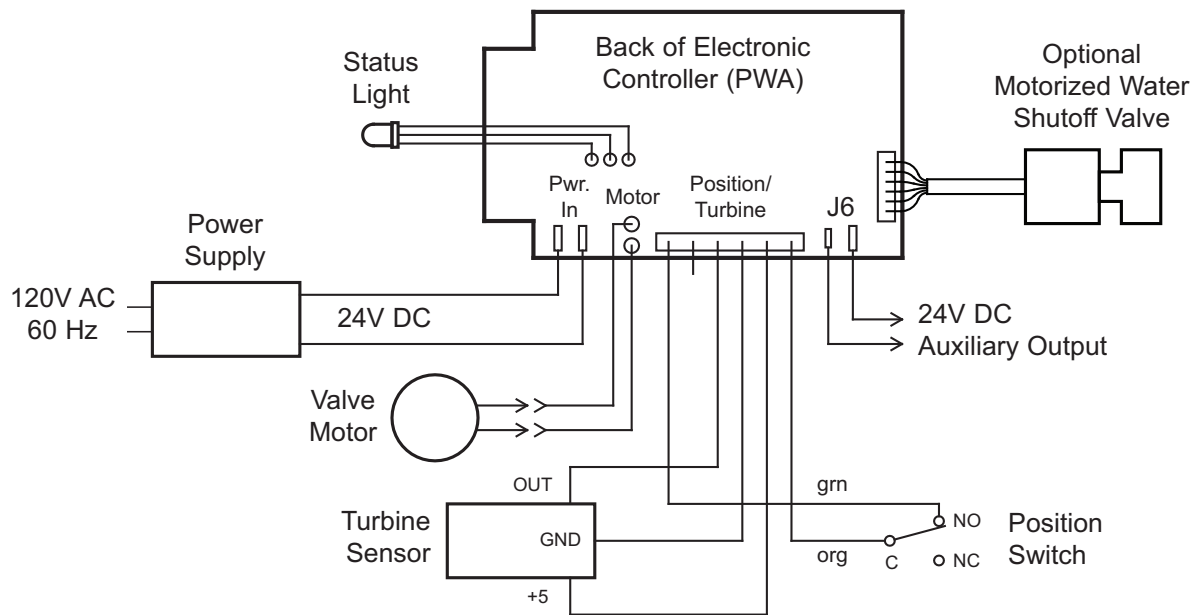 Back of Electronic
Controller (PWA)
Optional
Motorized Water
Shutoff Valve
Status
Light
Pwr.
In
Motor
Position/
Turbine
J6
Power
Supply
120V AC
60 Hz
24V DC
24V DC
Auxiliary Output
Valve
Motor
OUT
grn
Turbine
Sensor
GND
NO
Position
Switch
org
C
NC
+5